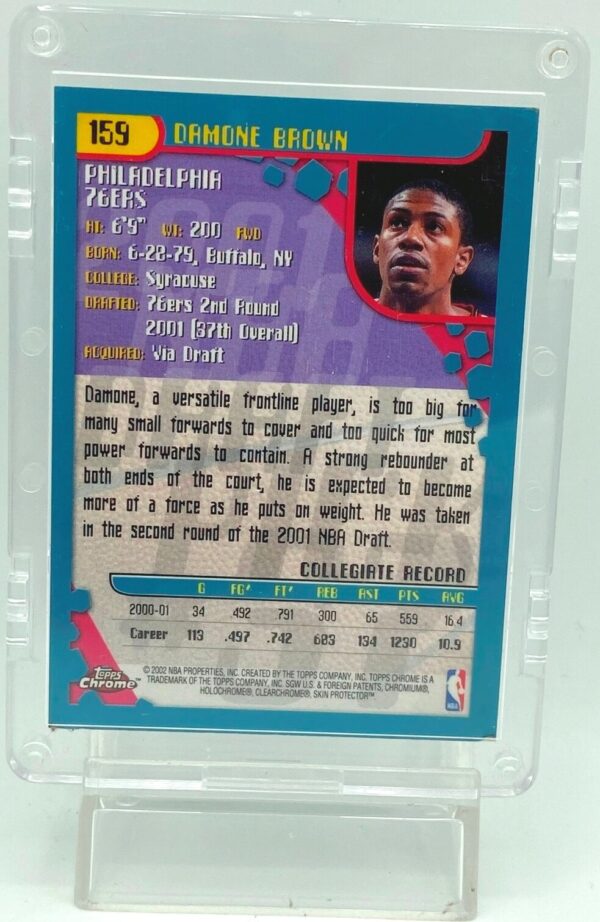 159 DAMONE BROWN
PHILADELPHIA
76ERS
HT: 6'9" WT: 200 FWD
BORN: 6-28-79, Buffalo, NY
COLLEGE: Syracuse
DRAFTED: 76ers 2nd Round
2001 (37th Overall)
ACQUIRED: Via Draft
Damone, a versatile frontline player, is too big for
many small forwards to cover and too quick for most
power forwards to contain. A strong rebounder at
both ends of the court, he is expected to become
more of a force as he puts on weight. He was taken
in the second round of the 2001 NBA Draft.
COLLEGIATE RECORD
G FG% FT% REB AST PTS AVG
2000-01 34 .492 .791 300 65 559 16.4
Career 113 .497 .742 603 134 1230 10.9
Topps Chrome™
© 2002 NBA PROPERTIES, INC. CREATED BY THE TOPPS COMPANY, INC. TOPPS CHROME IS A
TRADEMARK OF THE TOPPS COMPANY, INC. SGW U.S. & FOREIGN PATENTS, CHROMIUM®,
HOLOCHROME®, CLEARCHROME®, SKIN PROTECTOR™
NBA